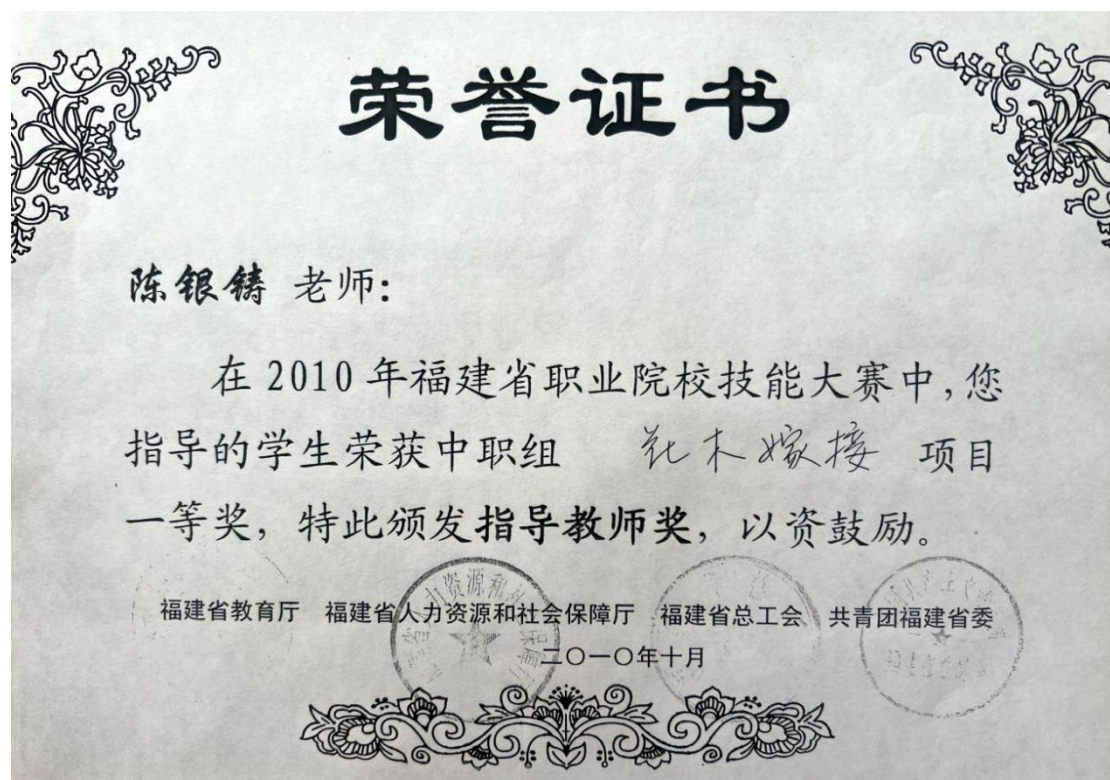 荣誉证书
陈银铸 老师：
在2010年福建省职业院校技能大赛中，您
指导的学生荣获中职组 花木嫁接 项目
一等奖，特此颁发指导教师奖，以资鼓励。
福建省教育厅 福建省人力资源和社会保障厅 福建省总工会 共青团福建省委
二〇一〇年十月